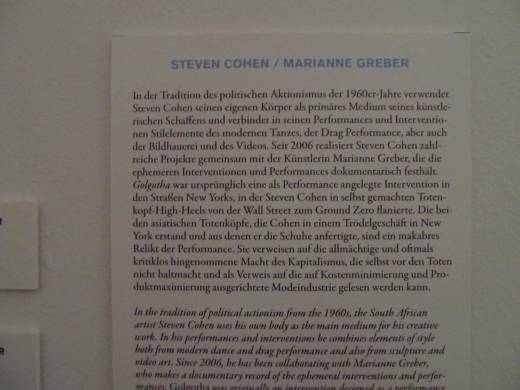 STEVEN COHEN / MARIANNE GREBER
In der Tradition des politischen Aktionismus der 1960er-Jahre verwendet
Steven Cohen seinen eigenen Körper als primäres Medium seines künstle-
rischen Schaffens und verbindet in seinen Performances und Interventio-
nen Stilelemente des modernen Tanzes, der Drag Performance, aber auch
der Bildhauerei und des Videos. Seit 2006 realisiert Steven Cohen zahl-
reiche Projekte gemeinsam mit der Künstlerin Marianne Greber, die die
ephemeren Interventionen und Performances dokumentarisch festhält.
Golgotha war ursprünglich eine als Performance angelegte Intervention in
den Straßen New Yorks, in der Steven Cohen in selbst gemachten Toten-
kopf-High-Heels von der Wall Street zum Ground Zero flanierte. Die bei-
den asiatischen Totenköpfe, die Cohen in einem Trödelgeschäft in New
York erstand und aus denen er die Schuhe anfertigte, sind ein makabres
Relikt der Performance. Sie verweisen auf die allmächtige und oftmals
kritiklos hingenommene Macht des Kapitalismus, die selbst vor den Toten
nicht haltmacht und als Verweis auf die auf Kostenminimierung und Pro-
duktmaximierung ausgerichtete Modeindustrie gelesen werden kann.
In the tradition of political actionism from the 1960s, the South African
artist Steven Cohen uses his own body as the main medium for his creative
work. In his performances and interventions he combines elements of style
both from modern dance and drag performance and also from sculpture and
video art. Since 2006, he has been collaborating with Marianne Greber,
who makes a documentary record of the ephemeral interventions and perfor-
mances. Golgotha was originally an intervention designed as a performance